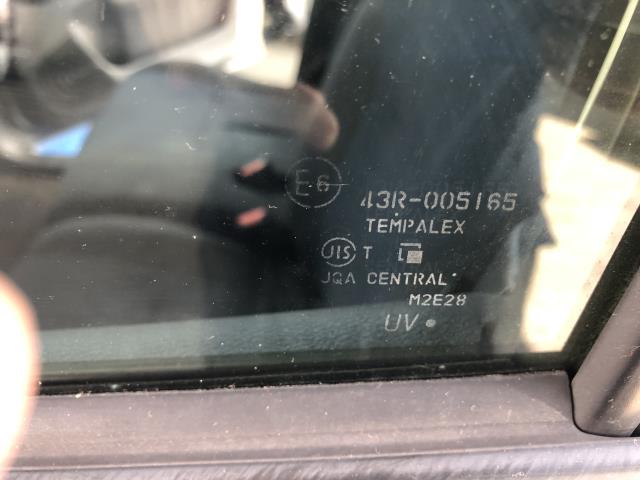 E6 43R-005165
TEMPALEX
JIS T L
JQA CENTRAL
M2E28
UV